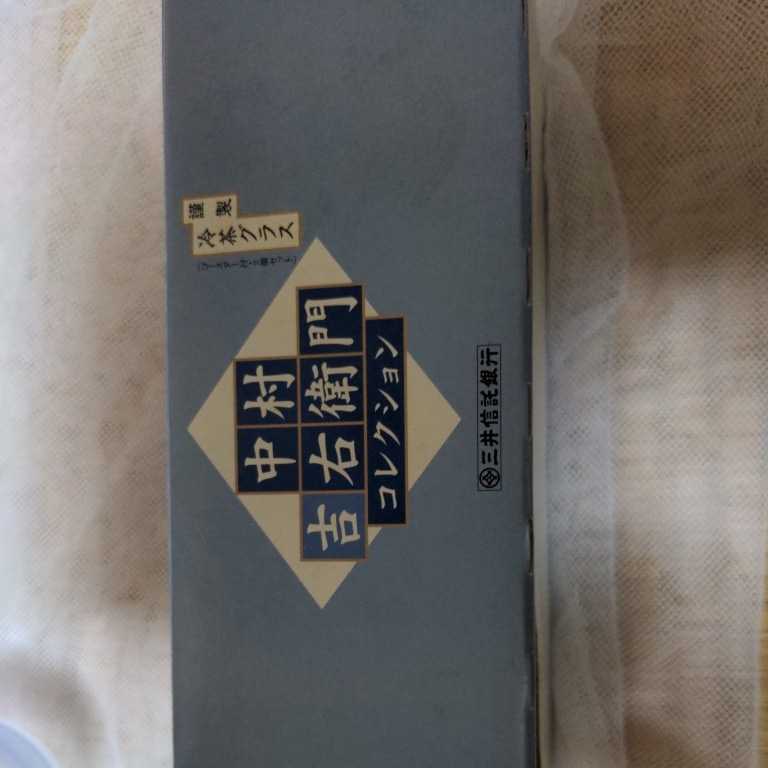 謹製
冷茶グラス
中村
吉右衛門
コレクション
三井信託銀行